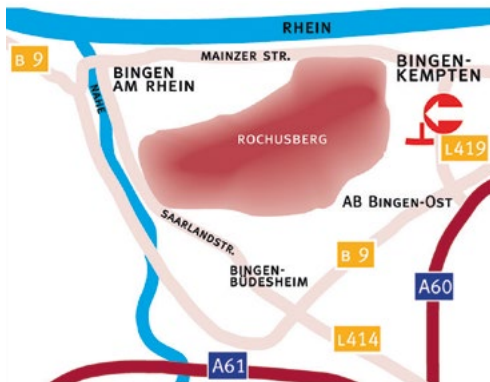 RHEIN
B 9
MAINZER STR.
BINGEN
AM RHEIN
BINGEN-
KEMPTEN
NAHE
ROCHUSBERG
L419
AB BINGEN-OST
SAARLANDSTR.
B 9
BINGEN-
BÜDESHEIM
A60
L414
A61